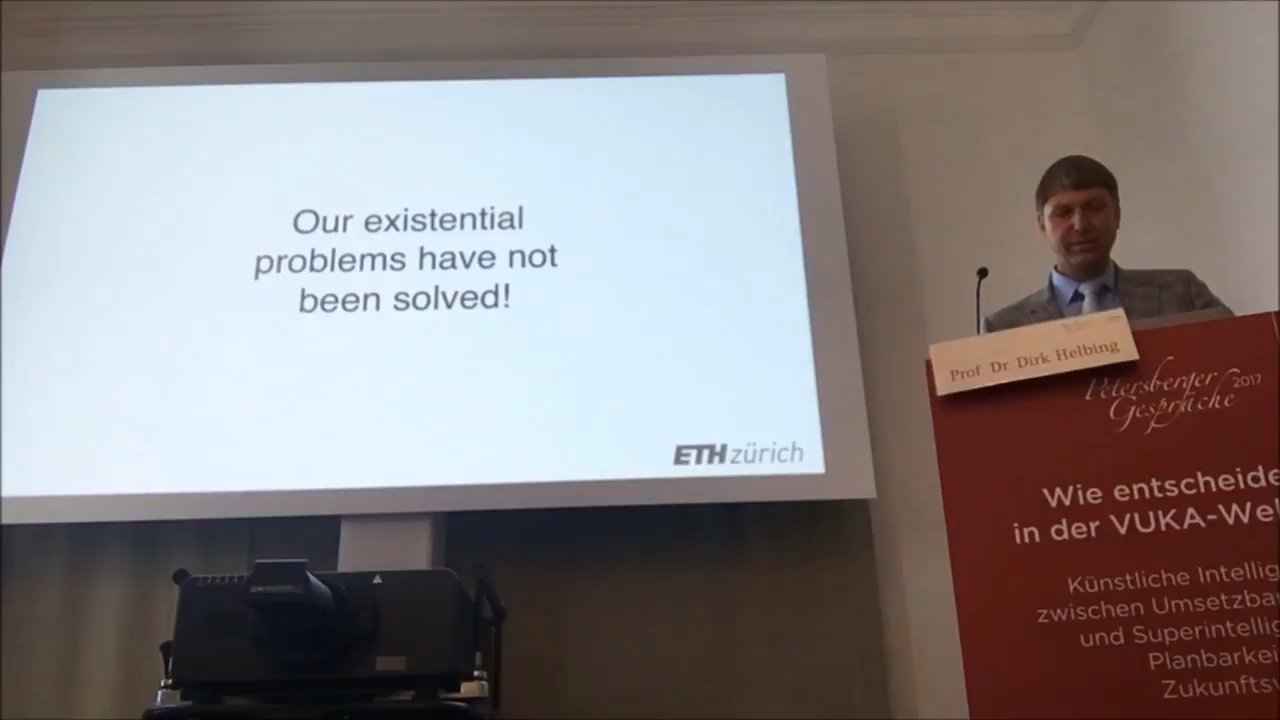 Our existential
problems have not
been solved!
ETH zürich
Prof. Dr. Dirk Helbing
Petersberger
Gespräche 2017
Wie entscheide
in der VUKA-We
Künstliche Intellig
zwischen Umsetzba
und Superintellig
Planbarkei
Zukunftsv